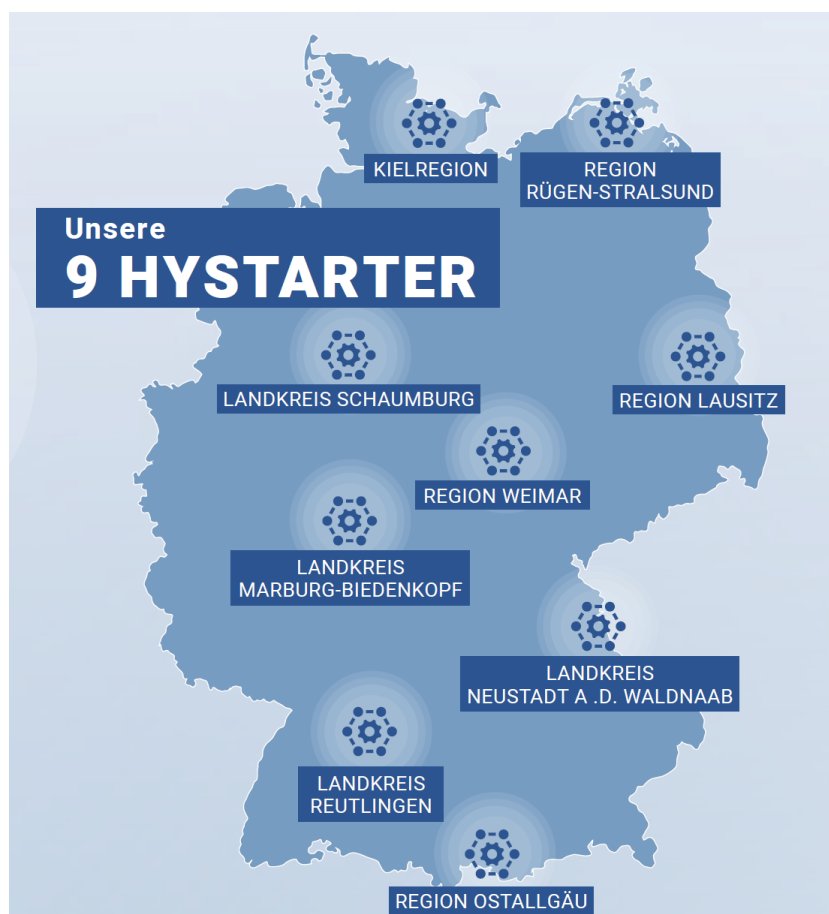 KIELREGION
REGION
RÜGEN-STRALSUND
Unsere
9 HYSTARTER
LANDKREIS SCHAUMBURG
REGION LAUSITZ
REGION WEIMAR
LANDKREIS
MARBURG-BIEDENKOPF
LANDKREIS
NEUSTADT A .D. WALDNAAB
LANDKREIS
REUTLINGEN
REGION OSTALLGÄU